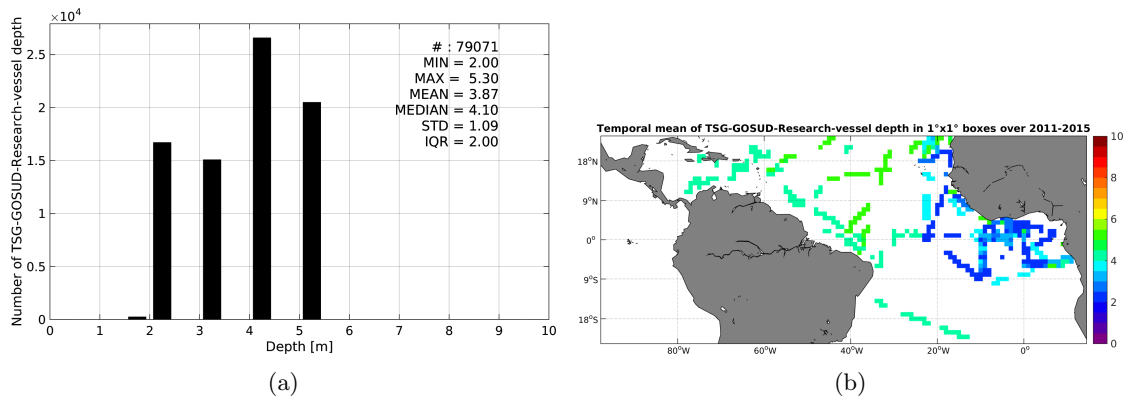 ×10⁴
Number of TSG-GOSUD-Research-vessel depth
2.5
2
1.5
1
0.5
0
# : 79071
MIN = 2.00
MAX = 5.30
MEAN = 3.87
MEDIAN = 4.10
STD = 1.09
IQR = 2.00
0 1 2 3 4 5 6 7 8 9 10
Depth [m]
(a)
Temporal mean of TSG-GOSUD-Research-vessel depth in 1°x1° boxes over 2011-2015
18°N
9°N
0°
9°S
18°S
80°W 60°W 40°W 20°W 0°
10
8
6
4
2
0
(b)